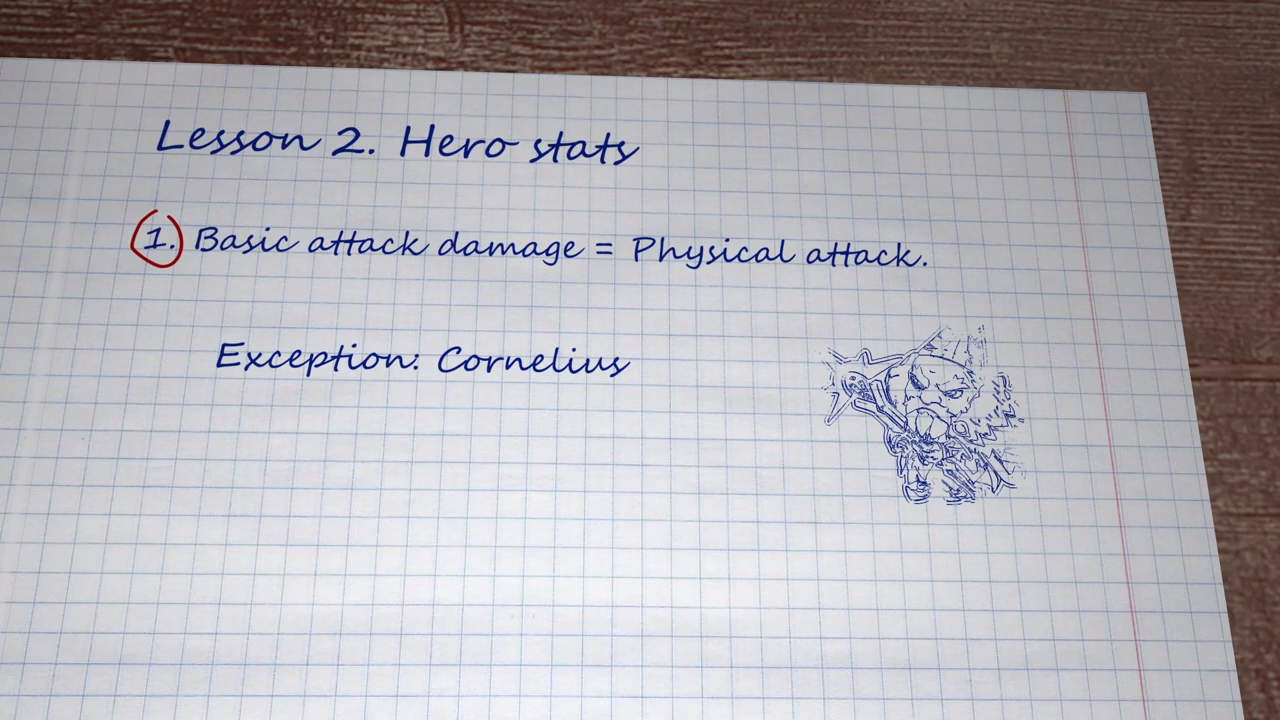 Lesson 2. Hero stats
1. Basic attack damage = Physical attack.
Exception: Cornelius